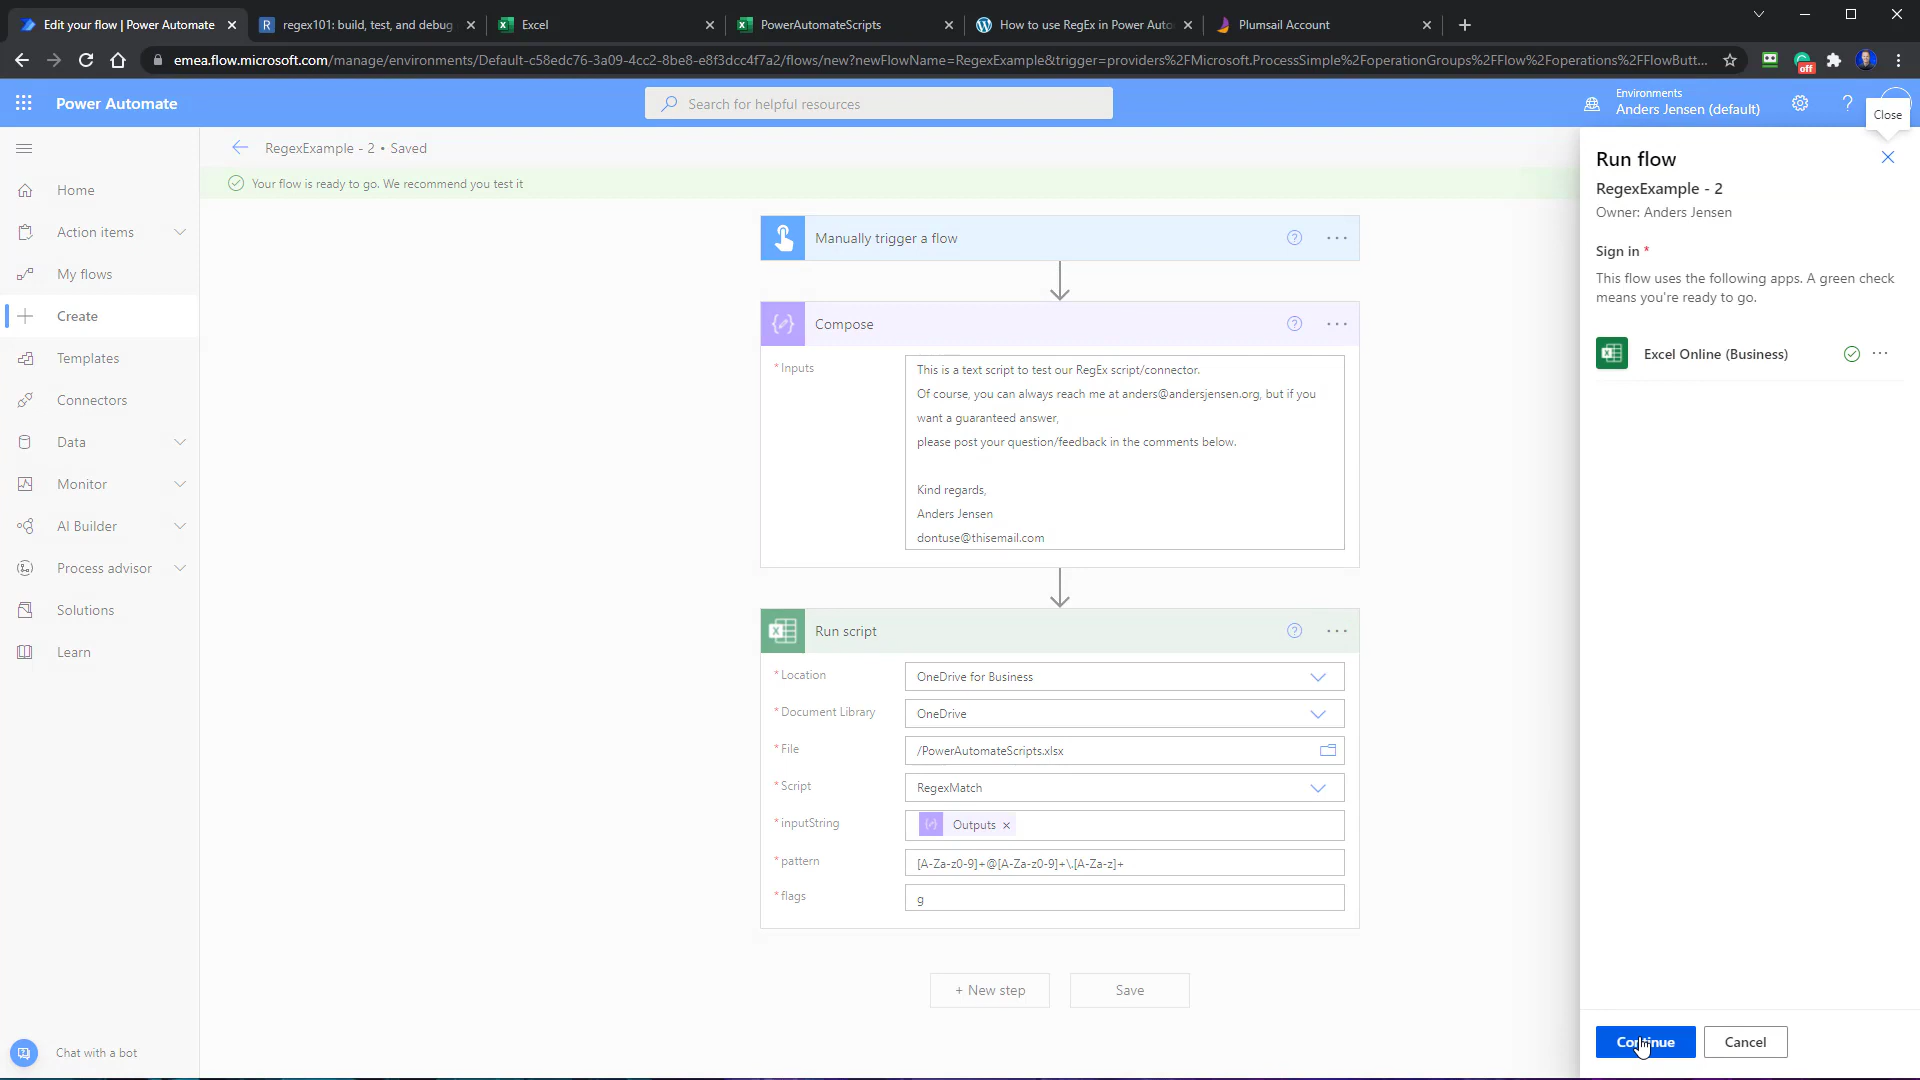 Edit your flow | Power Automate
regex101: build, test, and debug
Excel
PowerAutomateScripts
How to use RegEx in Power Auto
Plumsail Account
emea.flow.microsoft.com/manage/environments/Default-c58edc76-3a09-4cc2-8be8-e8f3dcc4f7a2/flows/new?newFlowName=RegexExample&trigger=providers%2FMicrosoft.ProcessSimple%2FoperationGroups%2FFlow%2Foperations%2FFlowButt...
off
Power Automate
Search for helpful resources
Environments
Anders Jensen (default)
Close
RegexExample - 2 • Saved
Your flow is ready to go. We recommend you test it
Home
Action items
My flows
Create
Templates
Connectors
Data
Monitor
AI Builder
Process advisor
Solutions
Learn
Chat with a bot
Manually trigger a flow
Compose
* Inputs
This is a text script to test our RegEx script/connector.
Of course, you can always reach me at anders@andersjensen.org, but if you
want a guaranteed answer,
please post your question/feedback in the comments below.
Kind regards,
Anders Jensen
dontuse@thisemail.com
Run script
* Location
OneDrive for Business
* Document Library
OneDrive
* File
/PowerAutomateScripts.xlsx
* Script
RegexMatch
* inputString
Outputs ×
* pattern
[A-Za-z0-9]+@[A-Za-z0-9]+\.[A-Za-z]+
* flags
g
+ New step
Save
Run flow
RegexExample - 2
Owner: Anders Jensen
Sign in *
This flow uses the following apps. A green check
means you're ready to go.
Excel Online (Business)
Continue
Cancel